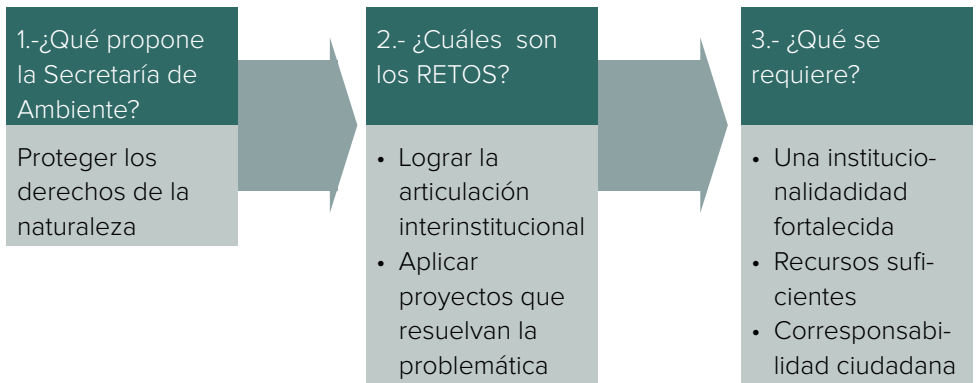 1.-¿Qué propone
la Secretaría de
Ambiente?
Proteger los
derechos de la
naturaleza
2.- ¿Cuáles son
los RETOS?
• Lograr la
articulación
interinstitucional
• Aplicar
proyectos que
resuelvan la
problemática
3.- ¿Qué se
requiere?
• Una institucio-
nalidadidad
fortalecida
• Recursos sufi-
cientes
• Corresponsabi-
lidad ciudadana